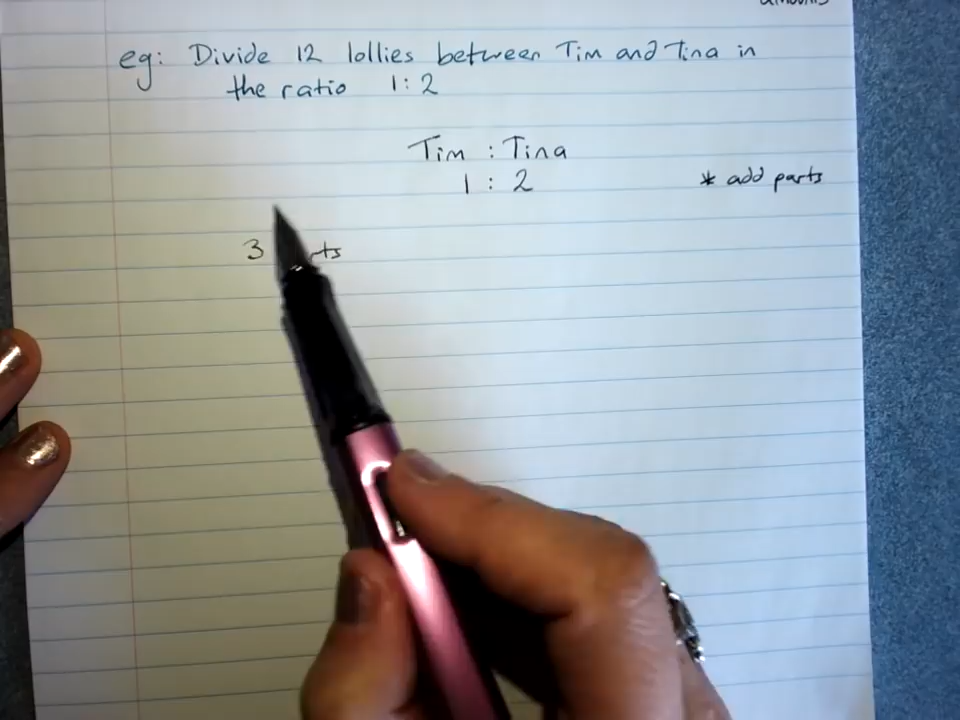 eg: Divide 12 lollies between Tim and Tina in
the ratio 1:2
Tim : Tina
1 : 2
* add parts
3